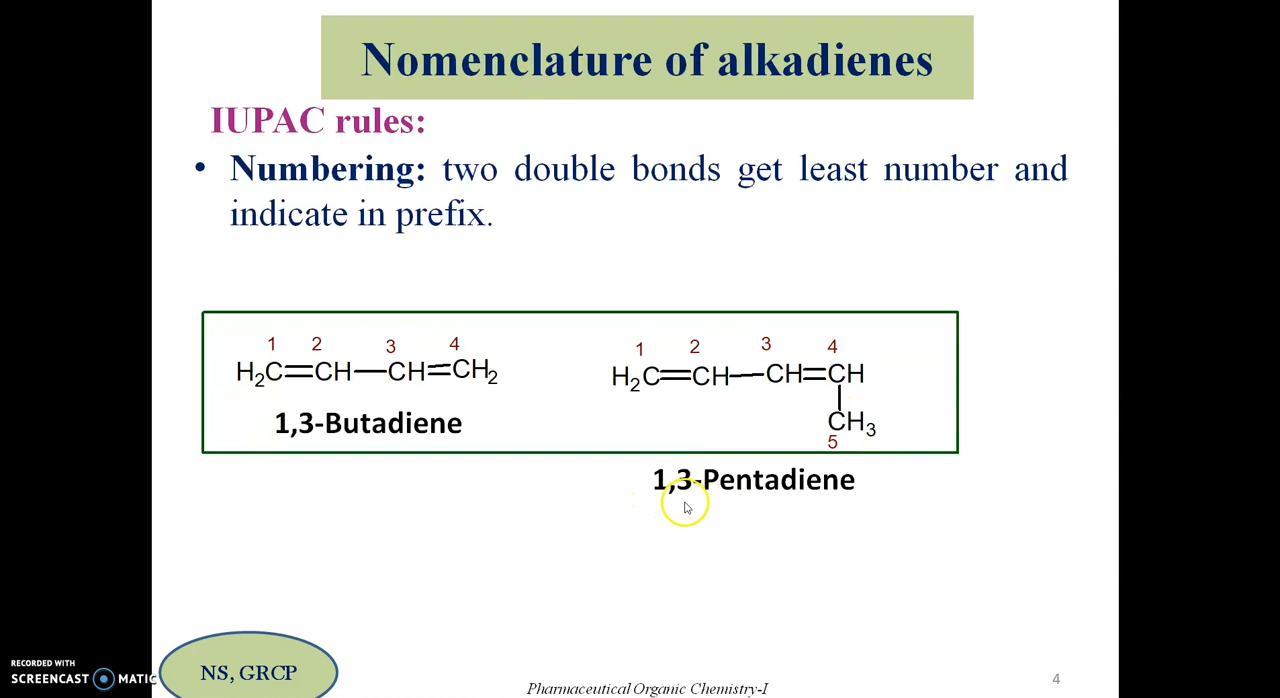 Nomenclature of alkadienes
IUPAC rules:
• Numbering: two double bonds get least number and
indicate in prefix.
1 2 3 4
H₂C=CH—CH=CH₂
1,3-Butadiene
1 2 3 4
H₂C=CH—CH=CH
CH₃
5
1,3-Pentadiene
RECORDED WITH
SCREENCAST MATIC
NS, GRCP
Pharmaceutical Organic Chemistry-I
4